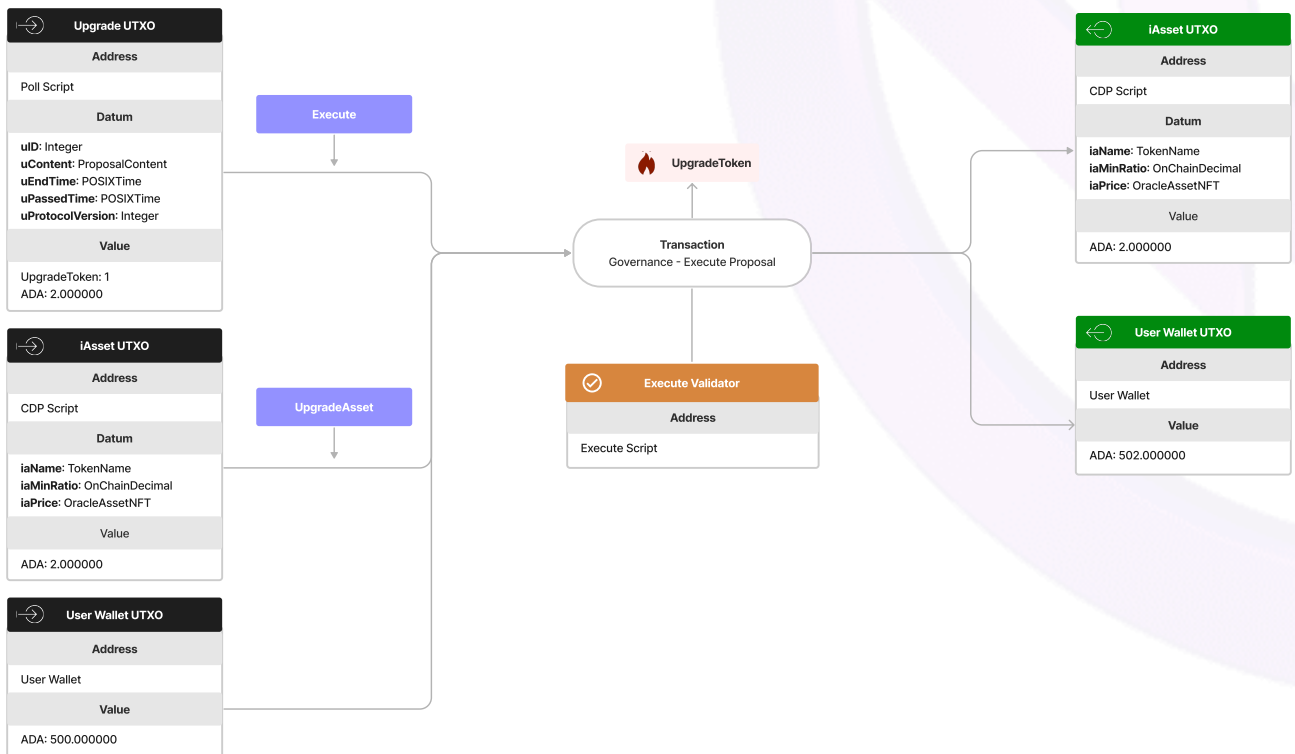 Upgrade UTXO
Address
Poll Script
Datum
uID: Integer
uContent: ProposalContent
uEndTime: POSIXTime
uPassedTime: POSIXTime
uProtocolVersion: Integer
Value
UpgradeToken: 1
ADA: 2.000000
iAsset UTXO
Address
CDP Script
Datum
iaName: TokenName
iaMinRatio: OnChainDecimal
iaPrice: OracleAssetNFT
Value
ADA: 2.000000
User Wallet UTXO
Address
User Wallet
Value
ADA: 500.000000
Execute
UpgradeAsset
UpgradeToken
Transaction
Governance - Execute Proposal
Execute Validator
Address
Execute Script
iAsset UTXO
Address
CDP Script
Datum
iaName: TokenName
iaMinRatio: OnChainDecimal
iaPrice: OracleAssetNFT
Value
ADA: 2.000000
User Wallet UTXO
Address
User Wallet
Value
ADA: 502.000000